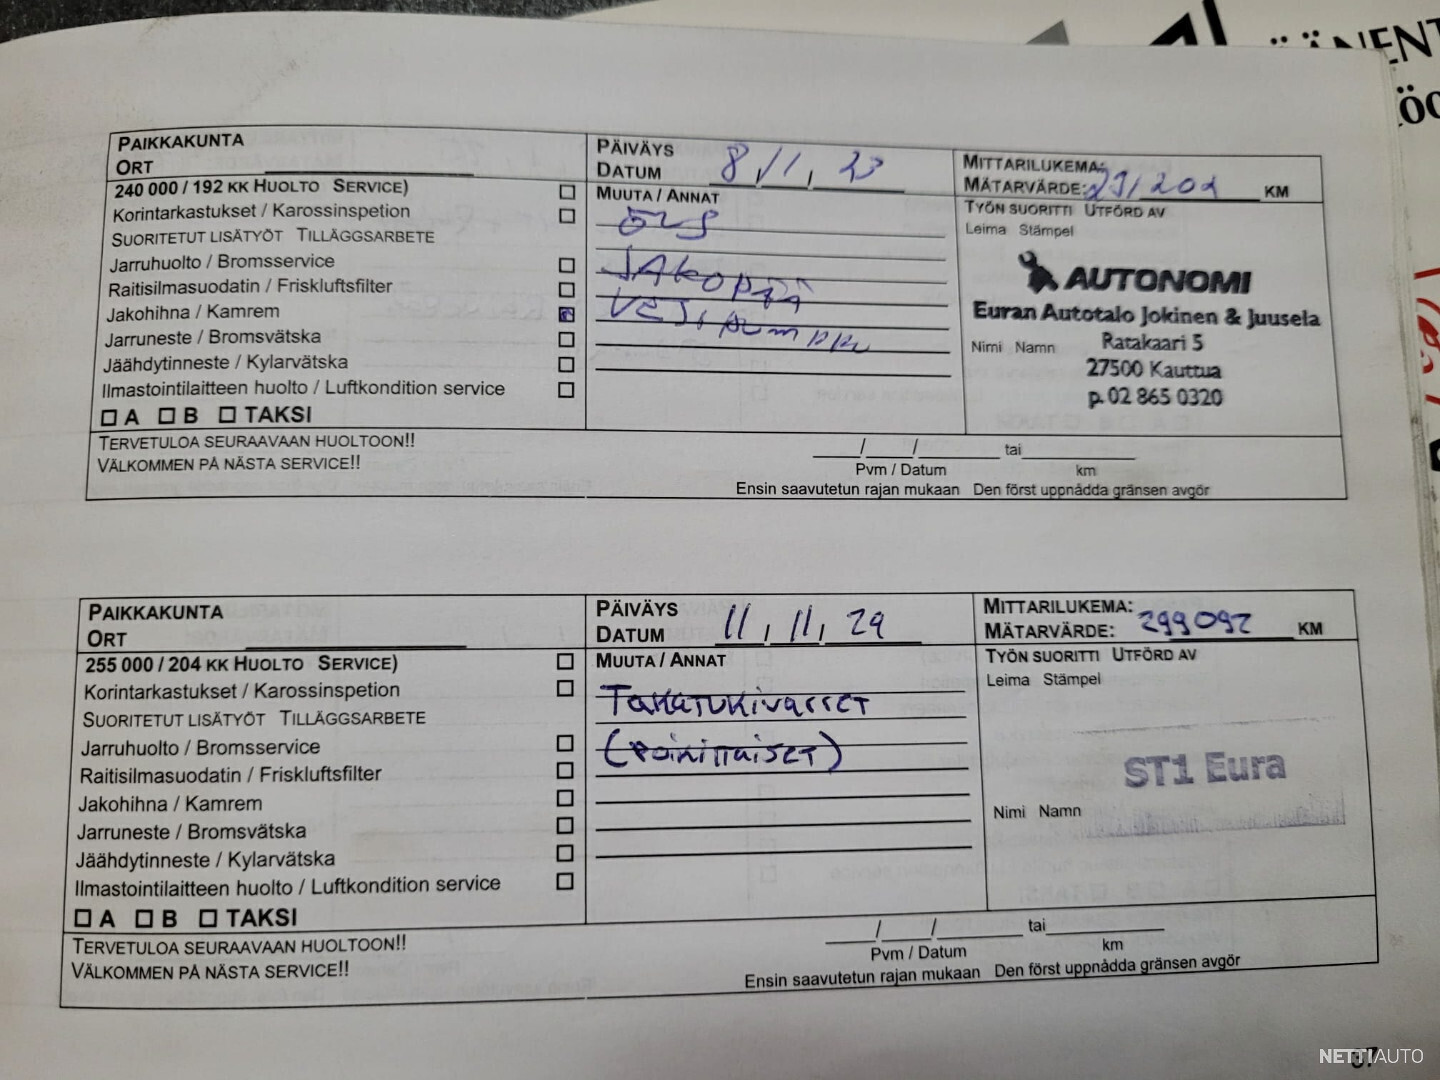 PAIKKAKUNTA
ORT
PÄIVÄYS
DATUM 8/1, 23
MITTARILUKEMA:
MÄTARVÄRDE: KM
240 000 / 192 KK HUOLTO SERVICE)
MUUTA / ANNAT
TYÖN SUORITTI UTFÖRD AV
Korintarkastukset / Karossinspetion
Leima Stämpel
SUORITETUT LISÄTYÖT TILLÄGGSARBETE
Jarruhuolto / Bromsservice
JAKOPÄÄ
AUTONOMI
Raitisilmasuodatin / Friskluftsfilter
Jakohihna / Kamrem
VESIPUMPPU
Euran Autotalo Jokinen & Juusela
Jarruneste / Bromsvätska
Nimi Namn
Ratakaari 5
Jäähdytinneste / Kylarvätska
27500 Kauttua
Ilmastointilaitteen huolto / Luftkondition service
p. 02 865 0320
A B TAKSI
TERVETULOA SEURAAVAAN HUOLTOON!!
VÄLKOMMEN PÅ NÄSTA SERVICE!!
/ / tai
Pvm / Datum km
Ensin saavutetun rajan mukaan Den först uppnådda gränsen avgör
PAIKKAKUNTA
ORT
PÄIVÄYS
DATUM 11, 11, 24
MITTARILUKEMA:
MÄTARVÄRDE: 299092 KM
255 000 / 204 KK HUOLTO SERVICE)
MUUTA / ANNAT
TYÖN SUORITTI UTFÖRD AV
Korintarkastukset / Karossinspetion
TAKATUKIVARRET
Leima Stämpel
SUORITETUT LISÄTYÖT TILLÄGGSARBETE
Jarruhuolto / Bromsservice
(POIKITTAISET)
Raitisilmasuodatin / Friskluftsfilter
ST1 Eura
Jakohihna / Kamrem
Nimi Namn
Jarruneste / Bromsvätska
Jäähdytinneste / Kylarvätska
Ilmastointilaitteen huolto / Luftkondition service
A B TAKSI
TERVETULOA SEURAAVAAN HUOLTOON!!
VÄLKOMMEN PÅ NÄSTA SERVICE!!
/ / tai
Pvm / Datum km
Ensin saavutetun rajan mukaan Den först uppnådda gränsen avgör
37
NETTIAUTO